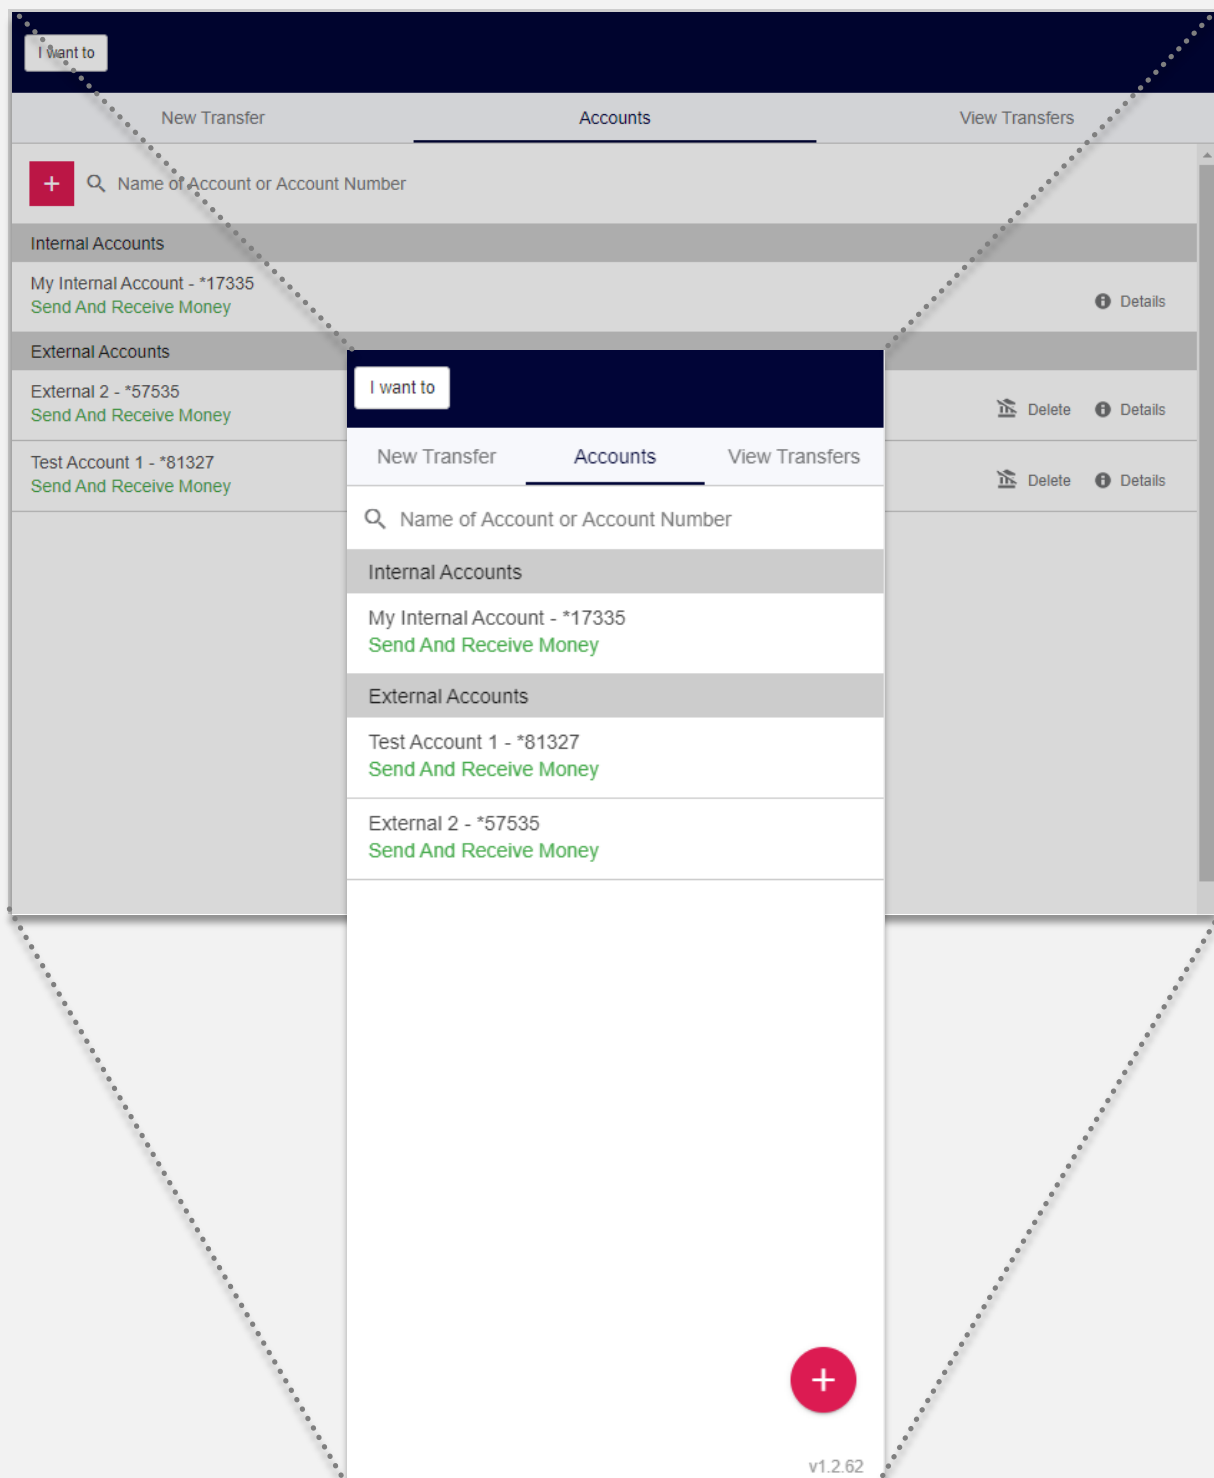 I want to
New Transfer Accounts View Transfers
+ Name of Account or Account Number
Internal Accounts
My Internal Account - *17335
Send And Receive Money
Details
External Accounts
External 2 - *57535
Send And Receive Money
Delete Details
Test Account 1 - *81327
Send And Receive Money
Delete Details
I want to
New Transfer Accounts View Transfers
Name of Account or Account Number
Internal Accounts
My Internal Account - *17335
Send And Receive Money
External Accounts
Test Account 1 - *81327
Send And Receive Money
External 2 - *57535
Send And Receive Money
+
v1.2.62